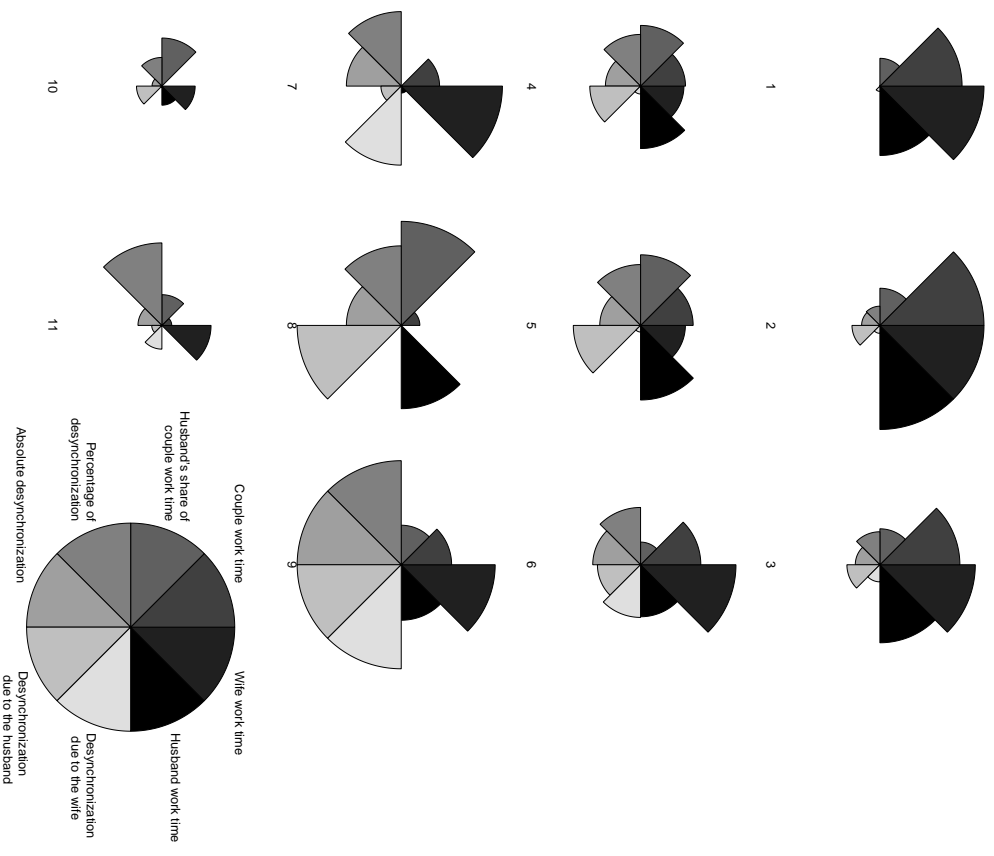 1
2
3
4
5
6
7
8
9
Couple work time
Wife work time
Husband's share of
couple work time
Husband work time
Percentage of
desynchronization
Desynchronization
due to the wife
10
11
Absolute desynchronization
Desynchronization
due to the husband